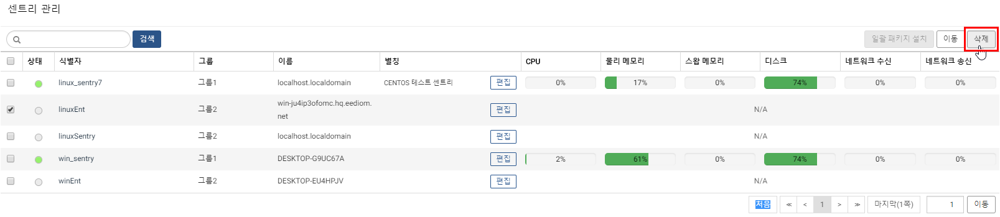 센트리 관리
검색 일괄 패키지 설치 이동 삭제
상태 식별자 그룹 이름 별칭 CPU 물리 메모리 스왑 메모리 디스크 네트워크 수신 네트워크 송신
linux_sentry7 그룹1 localhost.localdomain CENTOS 테스트 센트리 편집 0% 17% 0% 74% 0% 0%
linuxEnt 그룹2 win-ju4ip3ofomc.hq.eediom. 편집 N/A
net
linuxSentry 그룹2 localhost.localdomain 편집 N/A
win_sentry 그룹1 DESKTOP-G9UC67A 편집 2% 61% 0% 74% 0% 0%
winEnt 그룹2 DESKTOP-EU4HPJV 편집 N/A
처음 << < 1 > >> 마지막(1쪽) 1 이동